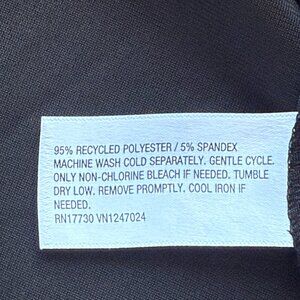 95% RECYCLED POLYESTER / 5% SPANDEX
MACHINE WASH COLD SEPARATELY. GENTLE CYCLE.
ONLY NON-CHLORINE BLEACH IF NEEDED. TUMBLE
DRY LOW. REMOVE PROMPTLY. COOL IRON IF
NEEDED.
RN17730 VN1247024